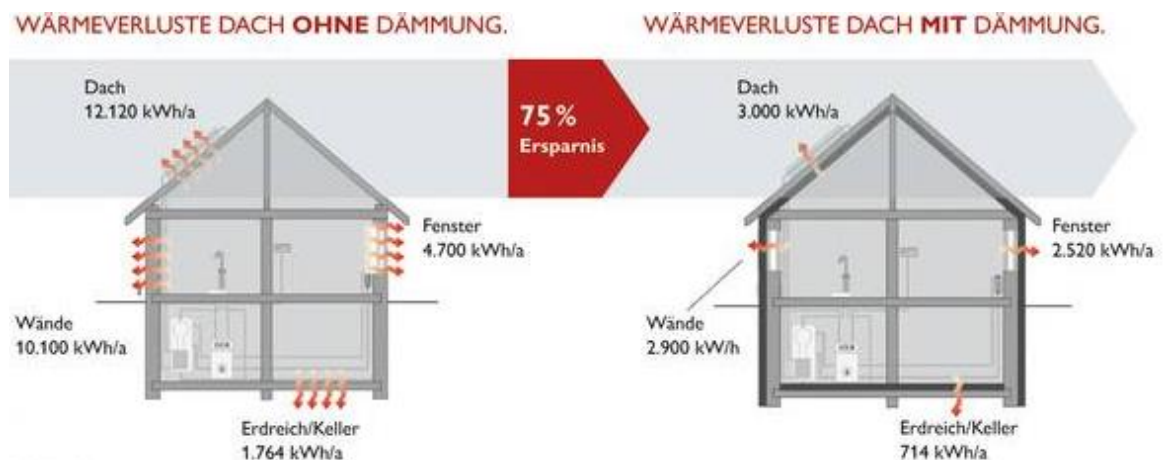 WÄRMEVERLUSTE DACH OHNE DÄMMUNG.
Dach
12.120 kWh/a
Fenster
4.700 kWh/a
Wände
10.100 kWh/a
Erdreich/Keller
1.764 kWh/a
75 %
Ersparnis
WÄRMEVERLUSTE DACH MIT DÄMMUNG.
Dach
3.000 kWh/a
Fenster
2.520 kWh/a
Wände
2.900 kW/h
Erdreich/Keller
714 kWh/a